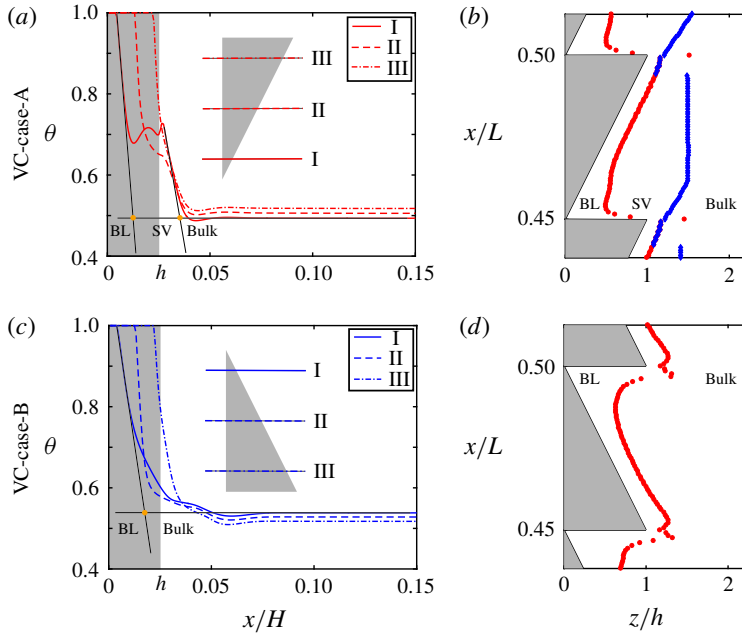 (a)
VC-case-A
θ
1.0
0.8
0.6
0.4
I
II
III
III
II
I
BL
SV
Bulk
0
h
0.05
0.10
0.15
(b)
x/L
0.50
0.45
BL
SV
Bulk
0
1
2
(c)
VC-case-B
θ
1.0
0.8
0.6
0.4
I
II
III
I
II
III
BL
Bulk
0
h
0.05
0.10
0.15
x/H
(d)
x/L
0.50
0.45
BL
Bulk
0
1
2
z/h